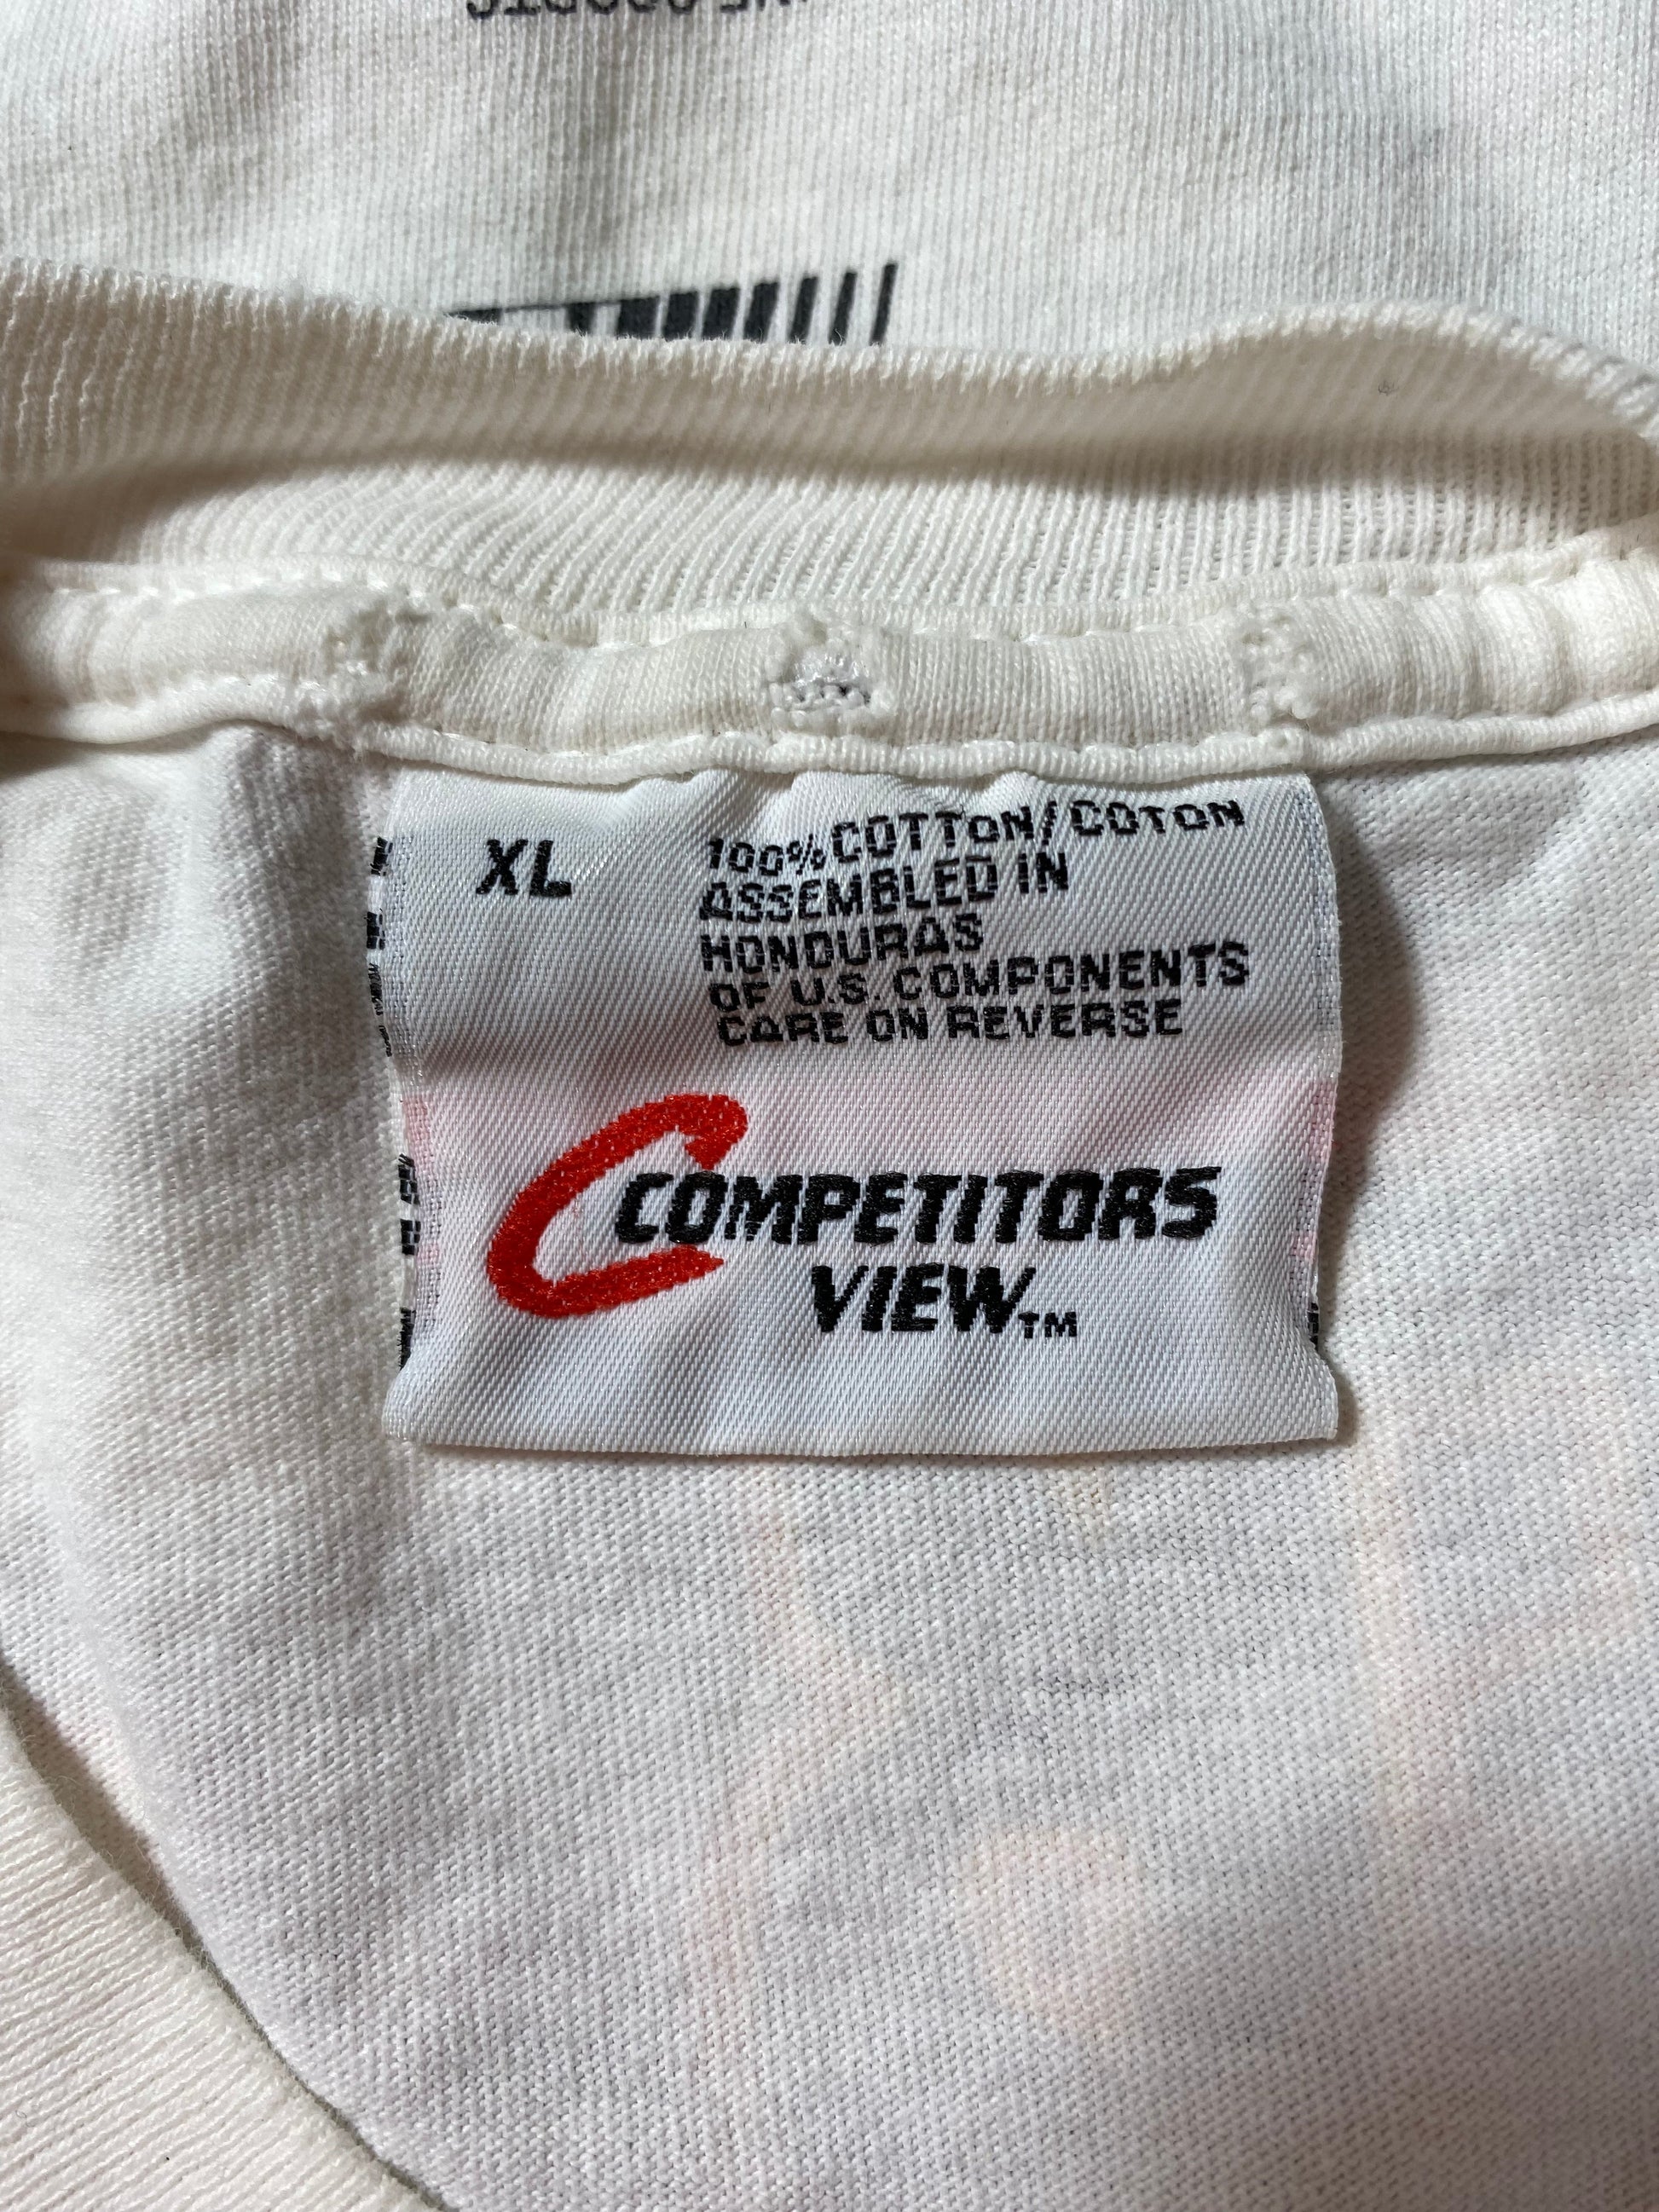 XL
100% COTTON/COTON
ASSEMBLED IN
HONDURAS
OF U.S. COMPONENTS
CARE ON REVERSE
COMPETITORS
VIEW™